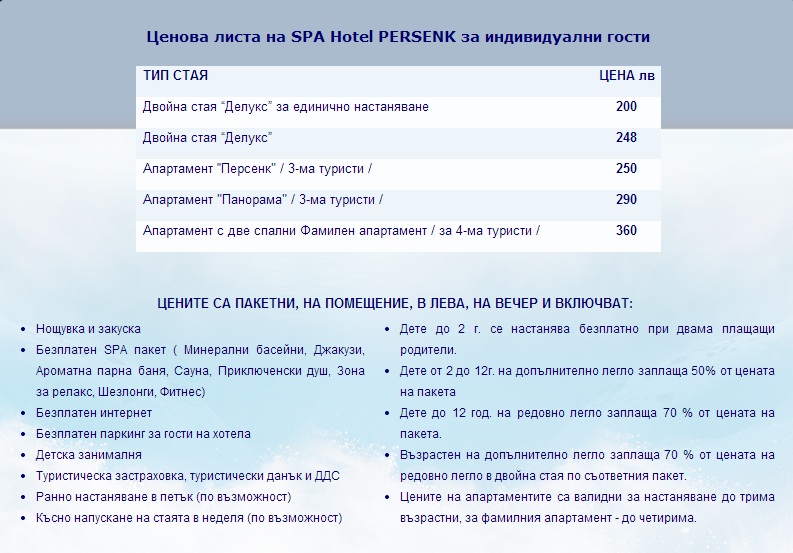 Ценова листа на SPA Hotel PERSENK за индивидуални гости
ТИП СТАЯ ЦЕНА лв
Двойна стая “Делукс” за единично настаняване 200
Двойна стая “Делукс” 248
Апартамент "Персенк" / 3-ма туристи / 250
Апартамент "Панорама" / 3-ма туристи / 290
Апартамент с две спални Фамилен апартамент / за 4-ма туристи / 360
ЦЕНИТЕ СА ПАКЕТНИ, НА ПОМЕЩЕНИЕ, В ЛЕВА, НА ВЕЧЕР И ВКЛЮЧВАТ:
• Нощувка и закуска
• Безплатен SPA пакет ( Минерални басейни, Джакузи,
Ароматна парна баня, Сауна, Приключенски душ, Зона
за релакс, Шезлонги, Фитнес)
• Безплатен интернет
• Безплатен паркинг за гости на хотела
• Детска занималня
• Туристическа застраховка, туристически данък и ДДС
• Ранно настаняване в петък (по възможност)
• Късно напускане на стаята в неделя (по възможност)
• Дете до 2 г. се настанява безплатно при двама плащащи
родители.
• Дете от 2 до 12г. на допълнително легло заплаща 50% от цената
на пакета
• Дете до 12 год. на редовно легло заплаща 70 % от цената на
пакета.
• Възрастен на допълнително легло заплаща 70 % от цената на
редовно легло в двойна стая по съответния пакет.
• Цените на апартаментите са валидни за настаняване до трима
възрастни, за фамилния апартамент - до четирима.